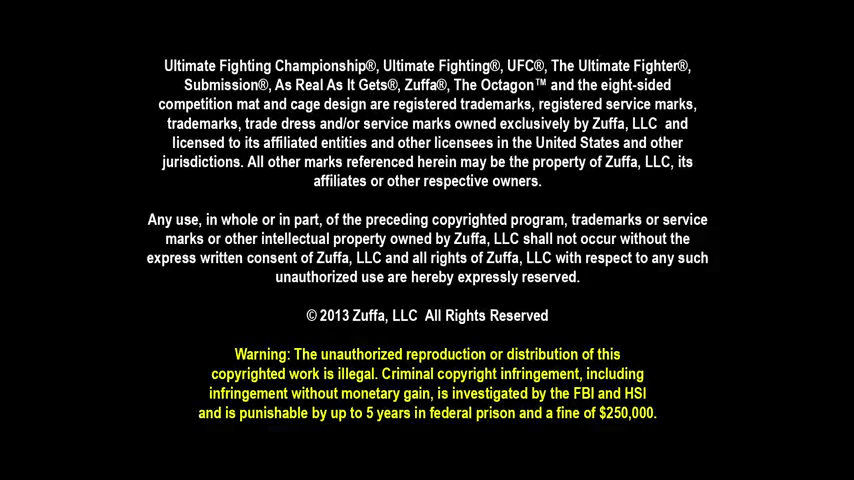 Ultimate Fighting Championship®, Ultimate Fighting®, UFC®, The Ultimate Fighter®,
Submission®, As Real As It Gets®, Zuffa®, The Octagon™ and the eight-sided
competition mat and cage design are registered trademarks, registered service marks,
trademarks, trade dress and/or service marks owned exclusively by Zuffa, LLC  and
licensed to its affiliated entities and other licensees in the United States and other
jurisdictions. All other marks referenced herein may be the property of Zuffa, LLC, its
affiliates or other respective owners.
Any use, in whole or in part, of the preceding copyrighted program, trademarks or service
marks or other intellectual property owned by Zuffa, LLC shall not occur without the
express written consent of Zuffa, LLC and all rights of Zuffa, LLC with respect to any such
unauthorized use are hereby expressly reserved.
© 2013 Zuffa, LLC  All Rights Reserved
Warning: The unauthorized reproduction or distribution of this
copyrighted work is illegal. Criminal copyright infringement, including
infringement without monetary gain, is investigated by the FBI and HSI
and is punishable by up to 5 years in federal prison and a fine of $250,000.